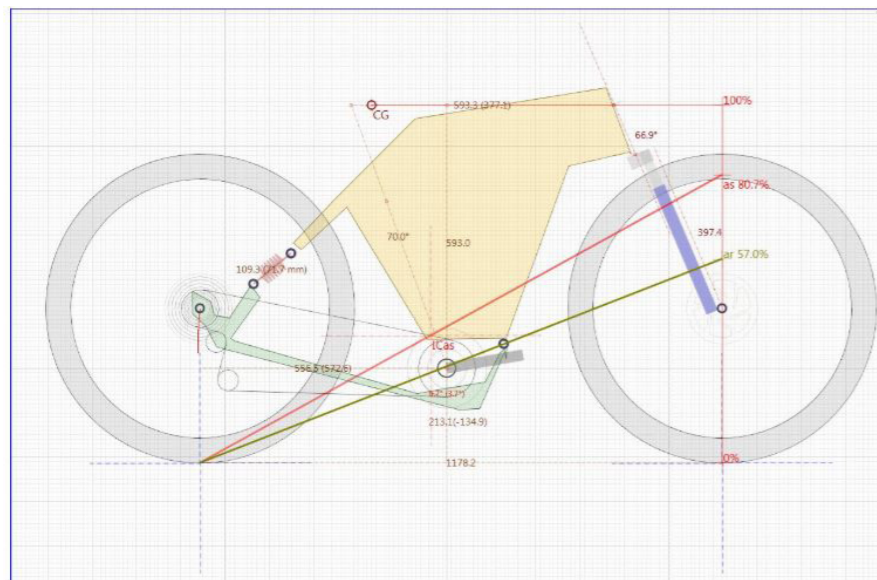 100%
593.3 (377.1)
CG
66.9°
as 80.7%
70.0°
397.4
593.0
ar 57.0%
109.3 (31.7 mm)
ICas
556.5 (572.6)
213.1(-134.9)
1178.2
0%